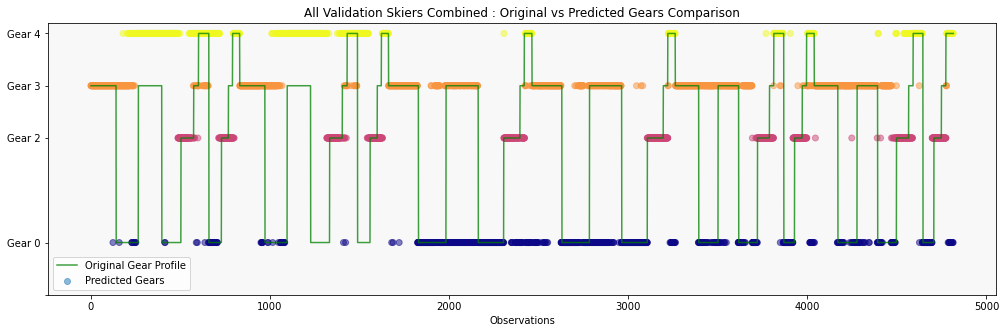 All Validation Skiers Combined : Original vs Predicted Gears Comparison
Gear 4
Gear 3
Gear 2
Gear 0
Original Gear Profile
Predicted Gears
0 1000 2000 3000 4000 5000
Observations